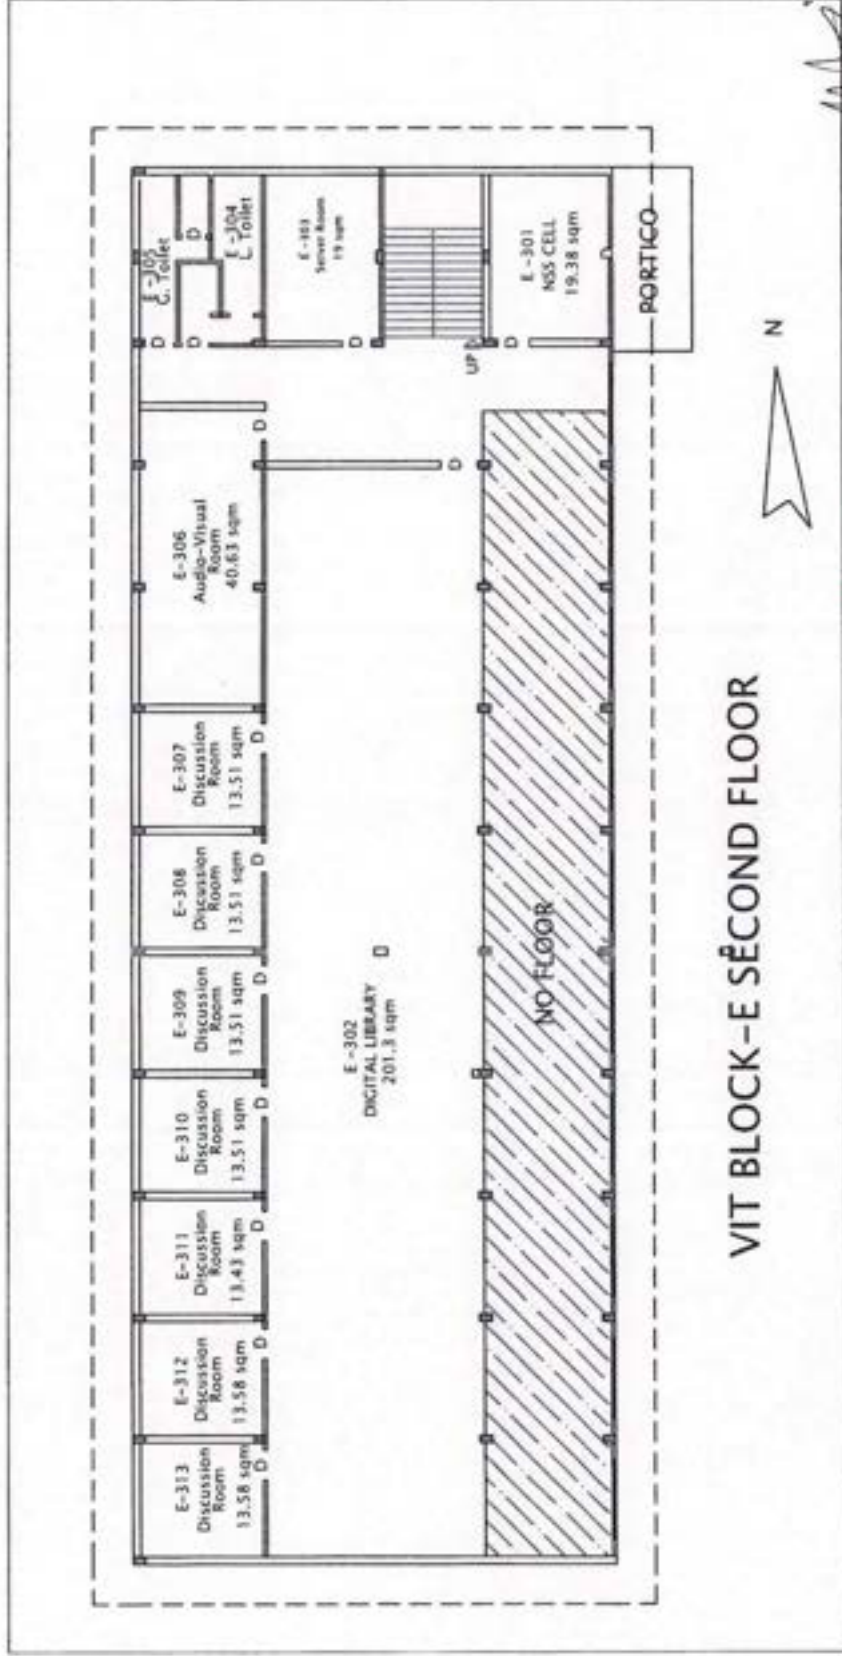 E-313
Discussion
Room
13.58 sqm
D
E-312
Discussion
Room
13.58 sqm
D
E-311
Discussion
Room
13.43 sqm
D
E-310
Discussion
Room
13.51 sqm
D
E-309
Discussion
Room
13.51 sqm
D
E-308
Discussion
Room
13.51 sqm
D
E-307
Discussion
Room
13.51 sqm
D
E-306
Audio-Visual
Room
40.63 sqm
D
E-305
Toilet
D
D
D
E-304
Toilet
E-303
Server Room
19 sqm
D
E-302
DIGITAL LIBRARY
201.3 sqm
D
UP
D
E-301
NSS CELL
19.38 sqm
NO FLOOR
PORTICO
N
VIT BLOCK-E SECOND FLOOR